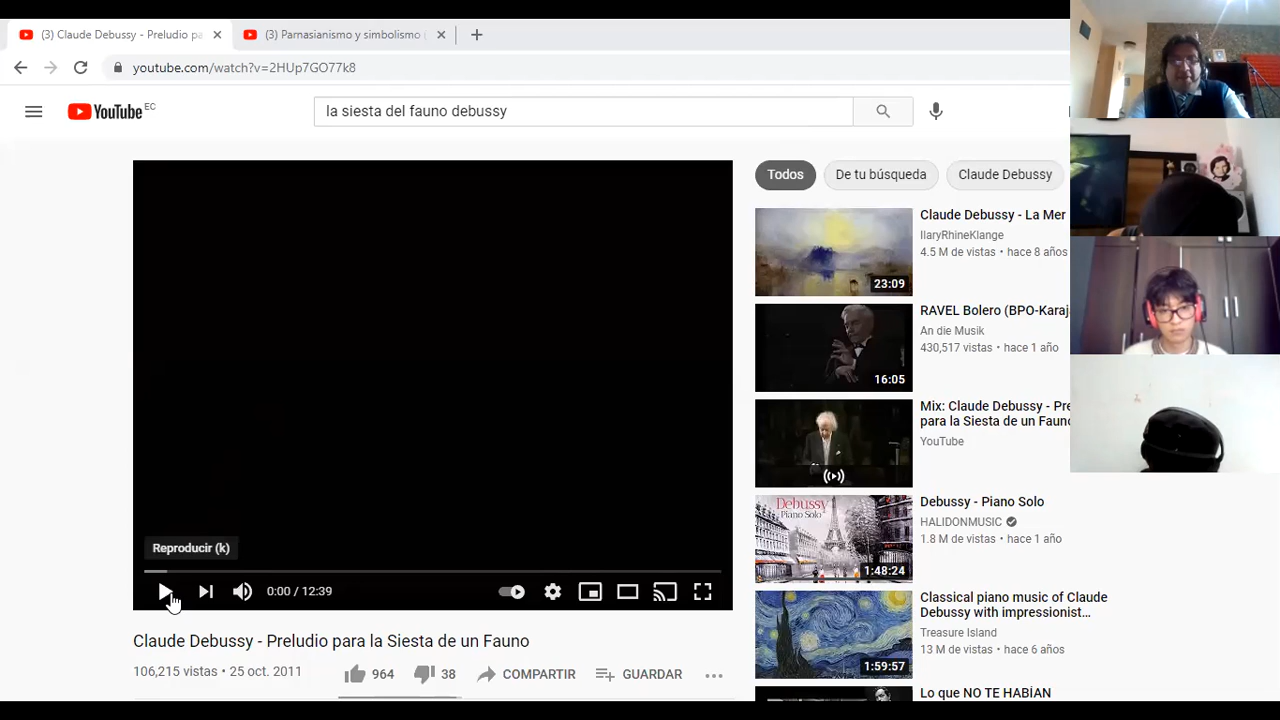 (3) Claude Debussy - Preludio pa
(3) Parnasianismo y simbolismo
youtube.com/watch?v=2HUp7GO77k8
YouTube EC
la siesta del fauno debussy
Todos
De tu búsqueda
Claude Debussy
Claude Debussy - La Mer
IlaryRhineKlange
4.5 M de vistas • hace 8 años
23:09
RAVEL Bolero (BPO-Karaj
An die Musik
430,517 vistas • hace 1 año
16:05
Mix: Claude Debussy - Pre
para la Siesta de un Fauno
YouTube
Debussy - Piano Solo
HALIDONMUSIC
1.8 M de vistas • hace 1 año
Debussy
Piano Solo
1:48:24
Classical piano music of Claude
Debussy with impressionist...
Treasure Island
13 M de vistas • hace 6 años
1:59:57
Lo que NO TE HABÍAN
Reproducir (k)
0:00 / 12:39
Claude Debussy - Preludio para la Siesta de un Fauno
106,215 vistas • 25 oct. 2011
964
38
COMPARTIR
GUARDAR